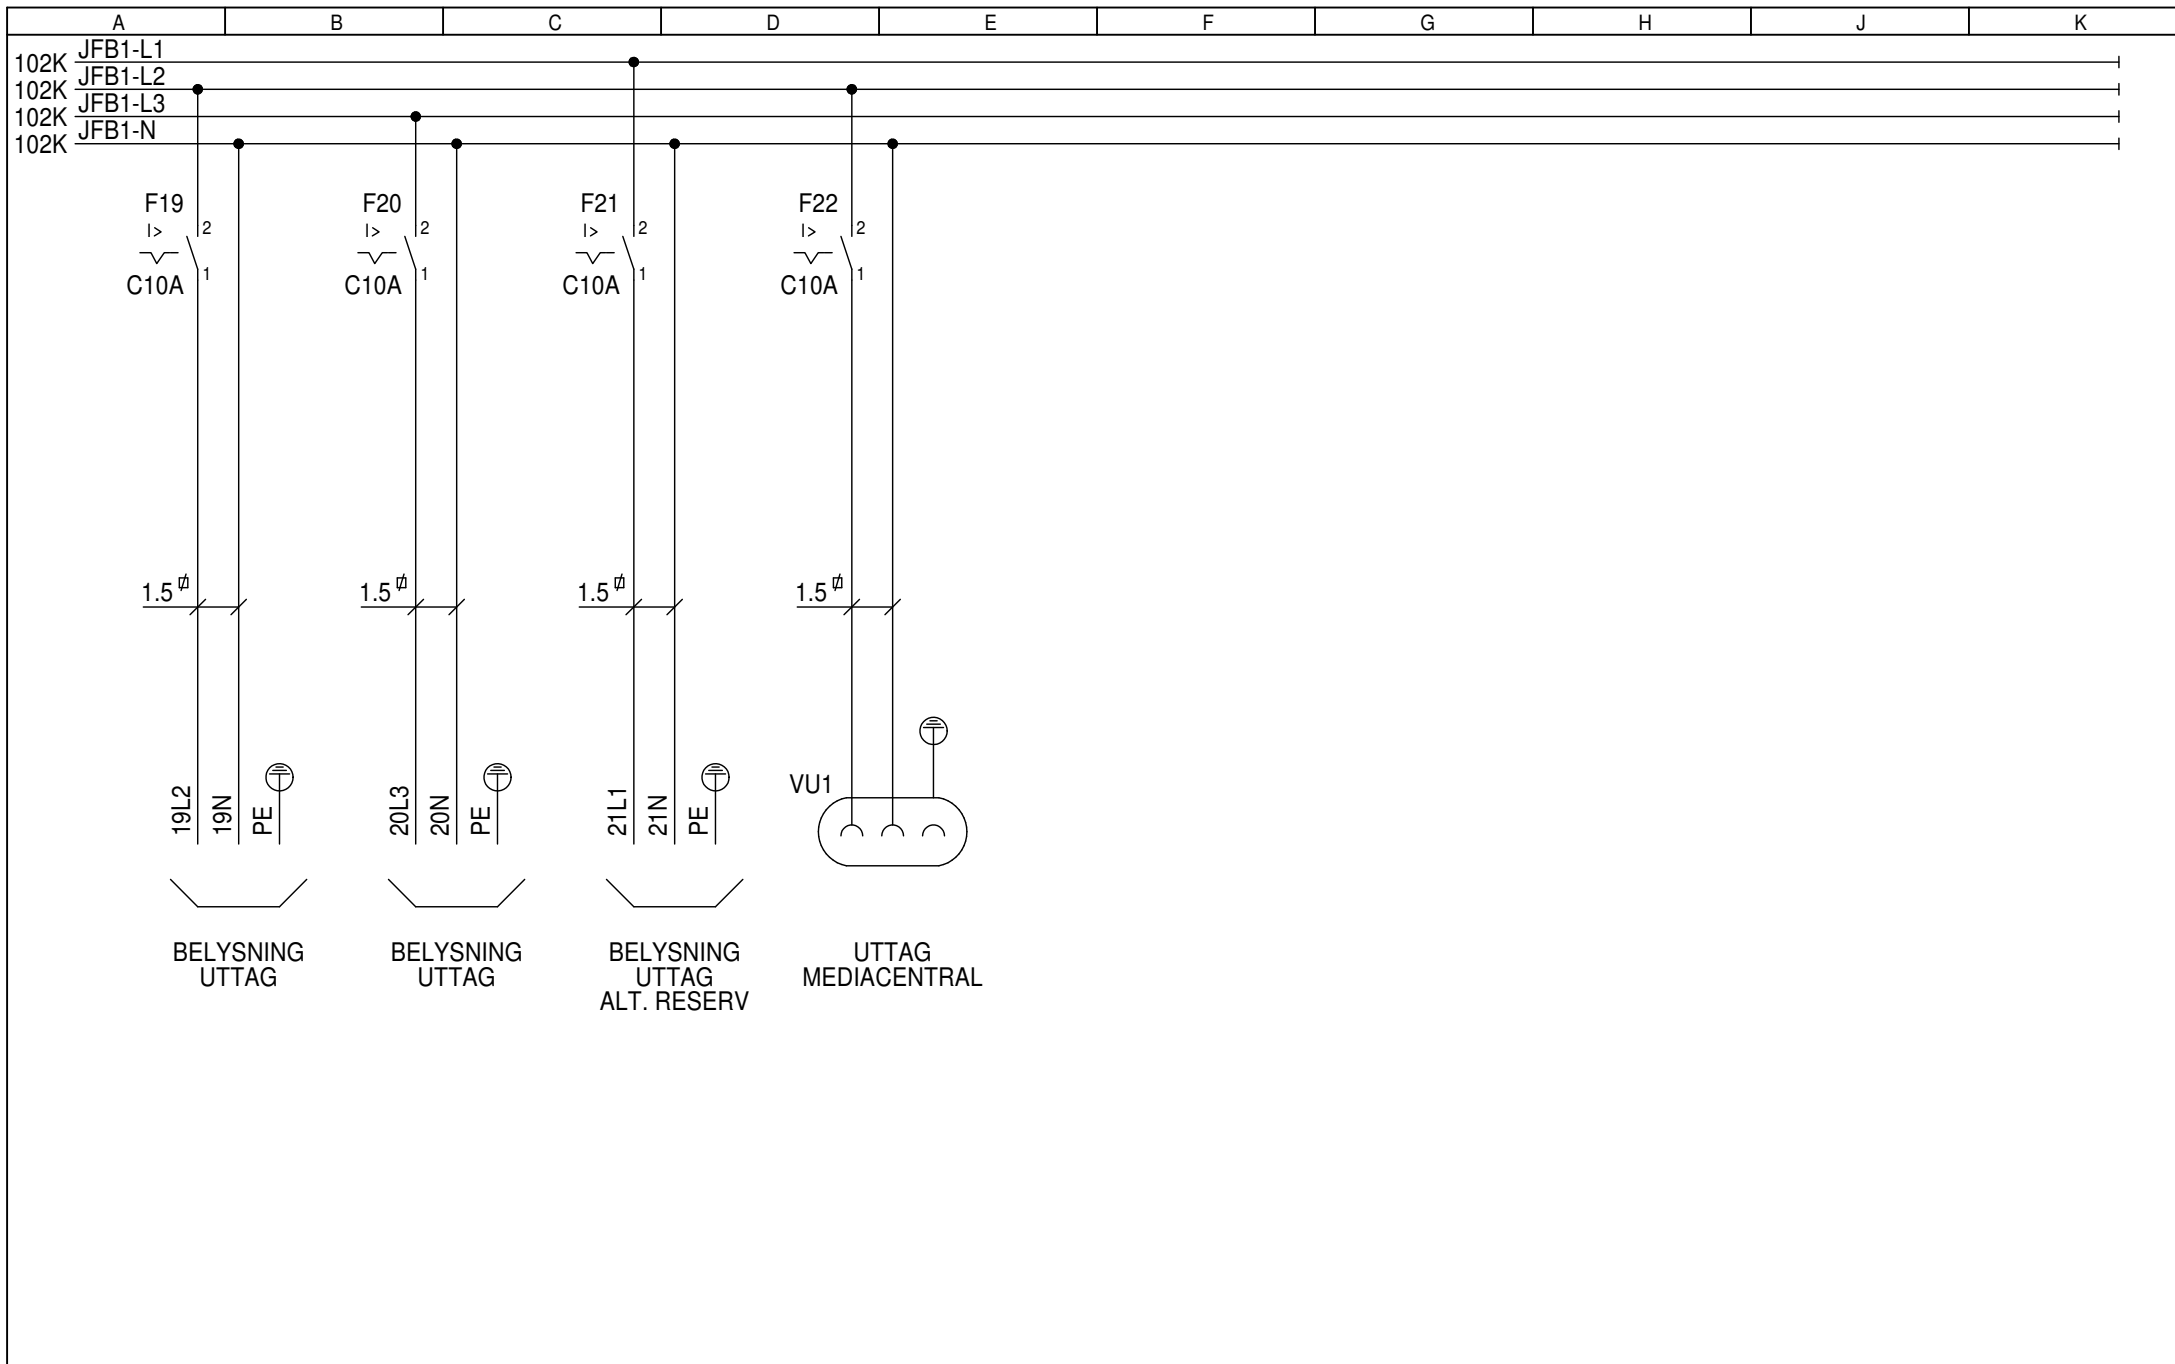 A B C D E F G H J K
102K JFB1-L1
102K JFB1-L2
102K JFB1-L3
102K JFB1-N
F19 F20 F21 F22
I> 2 I> 2 I> 2 I> 2
1 1 1 1
C10A C10A C10A C10A
1.5 1.5 1.5 1.5
VU1
19L2 19N PE 20L3 20N PE 21L1 21N PE
BELYSNING BELYSNING BELYSNING UTTAG
UTTAG UTTAG UTTAG MEDIACENTRAL
ALT. RESERV